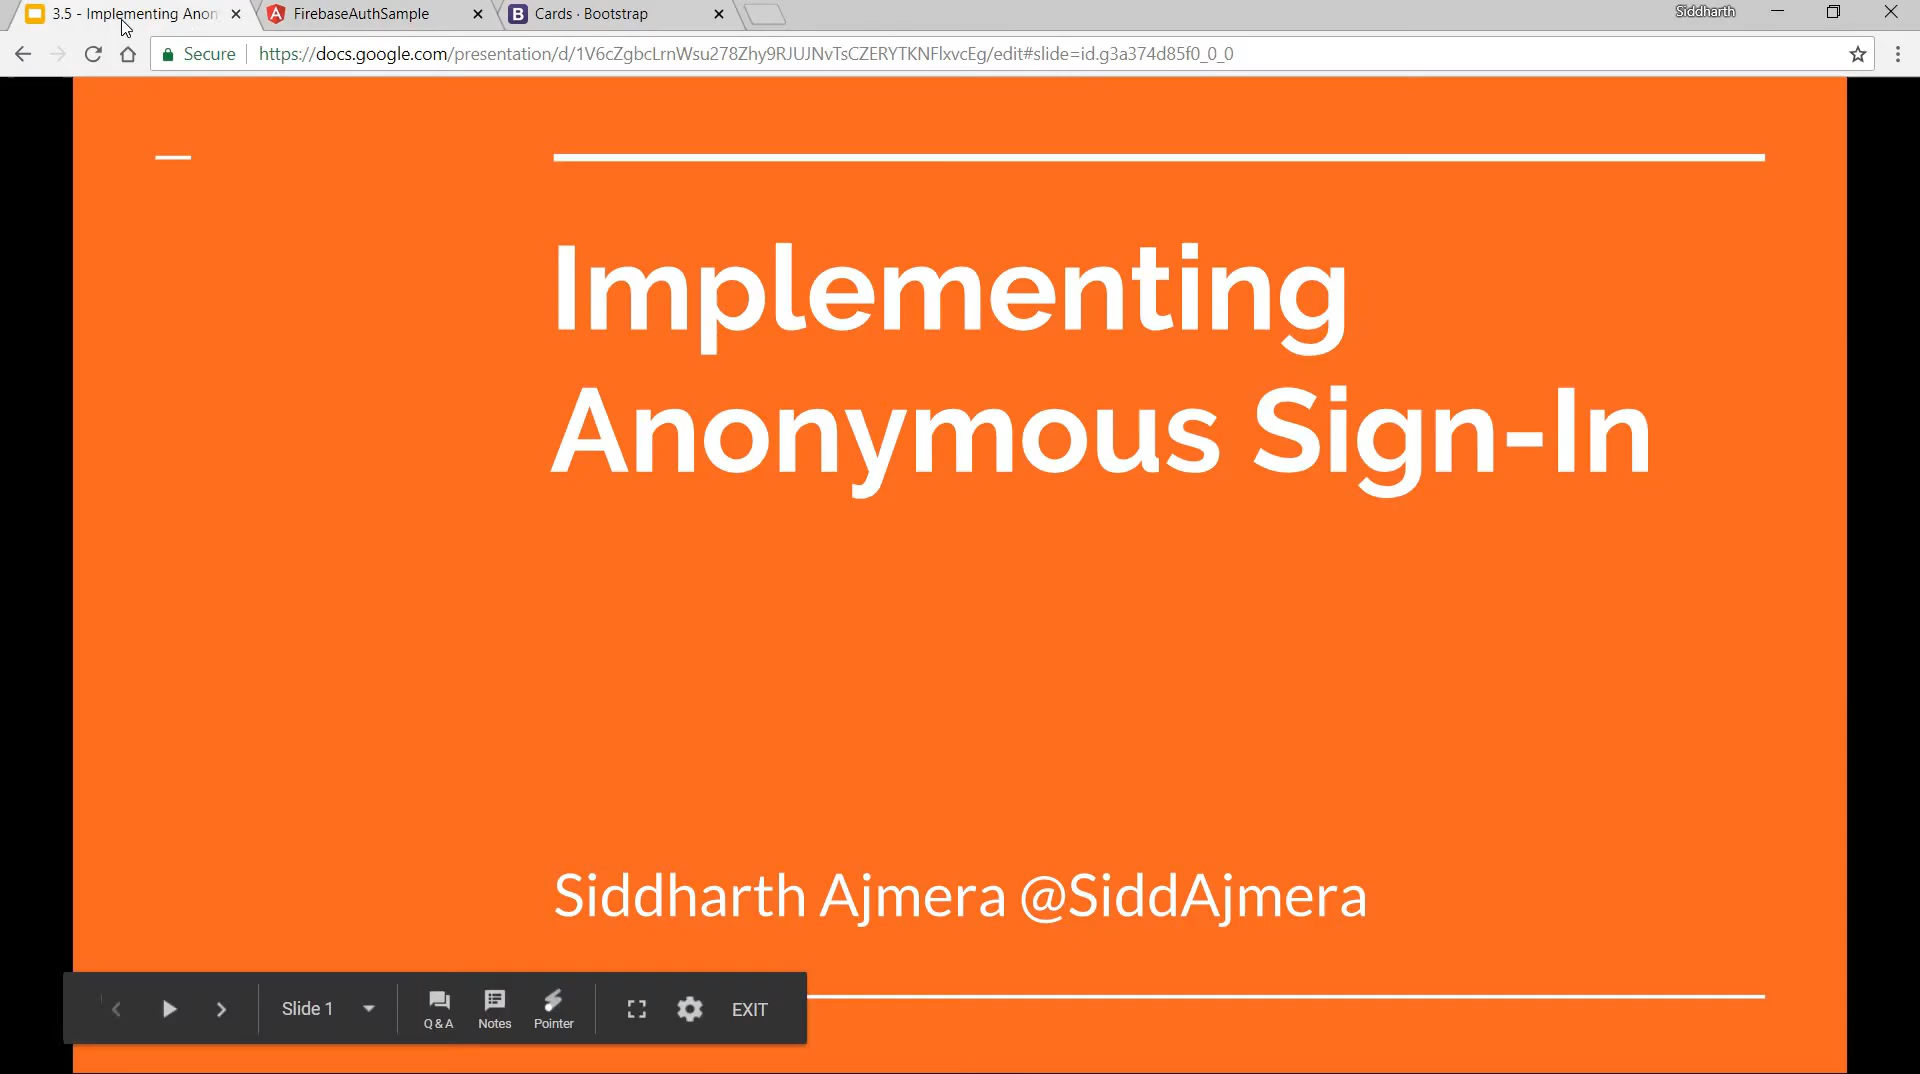 3.5 - Implementing Anon
FirebaseAuthSample
Cards · Bootstrap
Siddharth
Secure
https://docs.google.com/presentation/d/1V6cZgbcLrnWsu278Zhy9RJUJNvTsCZERYTKNFlxvcEg/edit#slide=id.g3a374d85f0_0_0
Implementing
Anonymous Sign-In
Siddharth Ajmera @SiddAjmera
Slide 1
Q & A
Notes
Pointer
EXIT